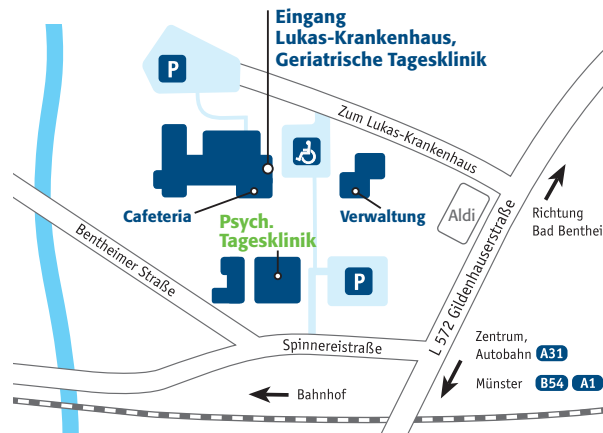 Eingang
Lukas-Krankenhaus,
Geriatrische Tagesklinik
P
Zum Lukas-Krankenhaus
Cafeteria
Verwaltung
Aldi
Psych.
Tagesklinik
Richtung
Bad Benthei
Bentheimer Straße
P
L 572 Gildenhauserstraße
Spinnereistraße
Zentrum,
Autobahn A31
Münster B54 A1
Bahnhof